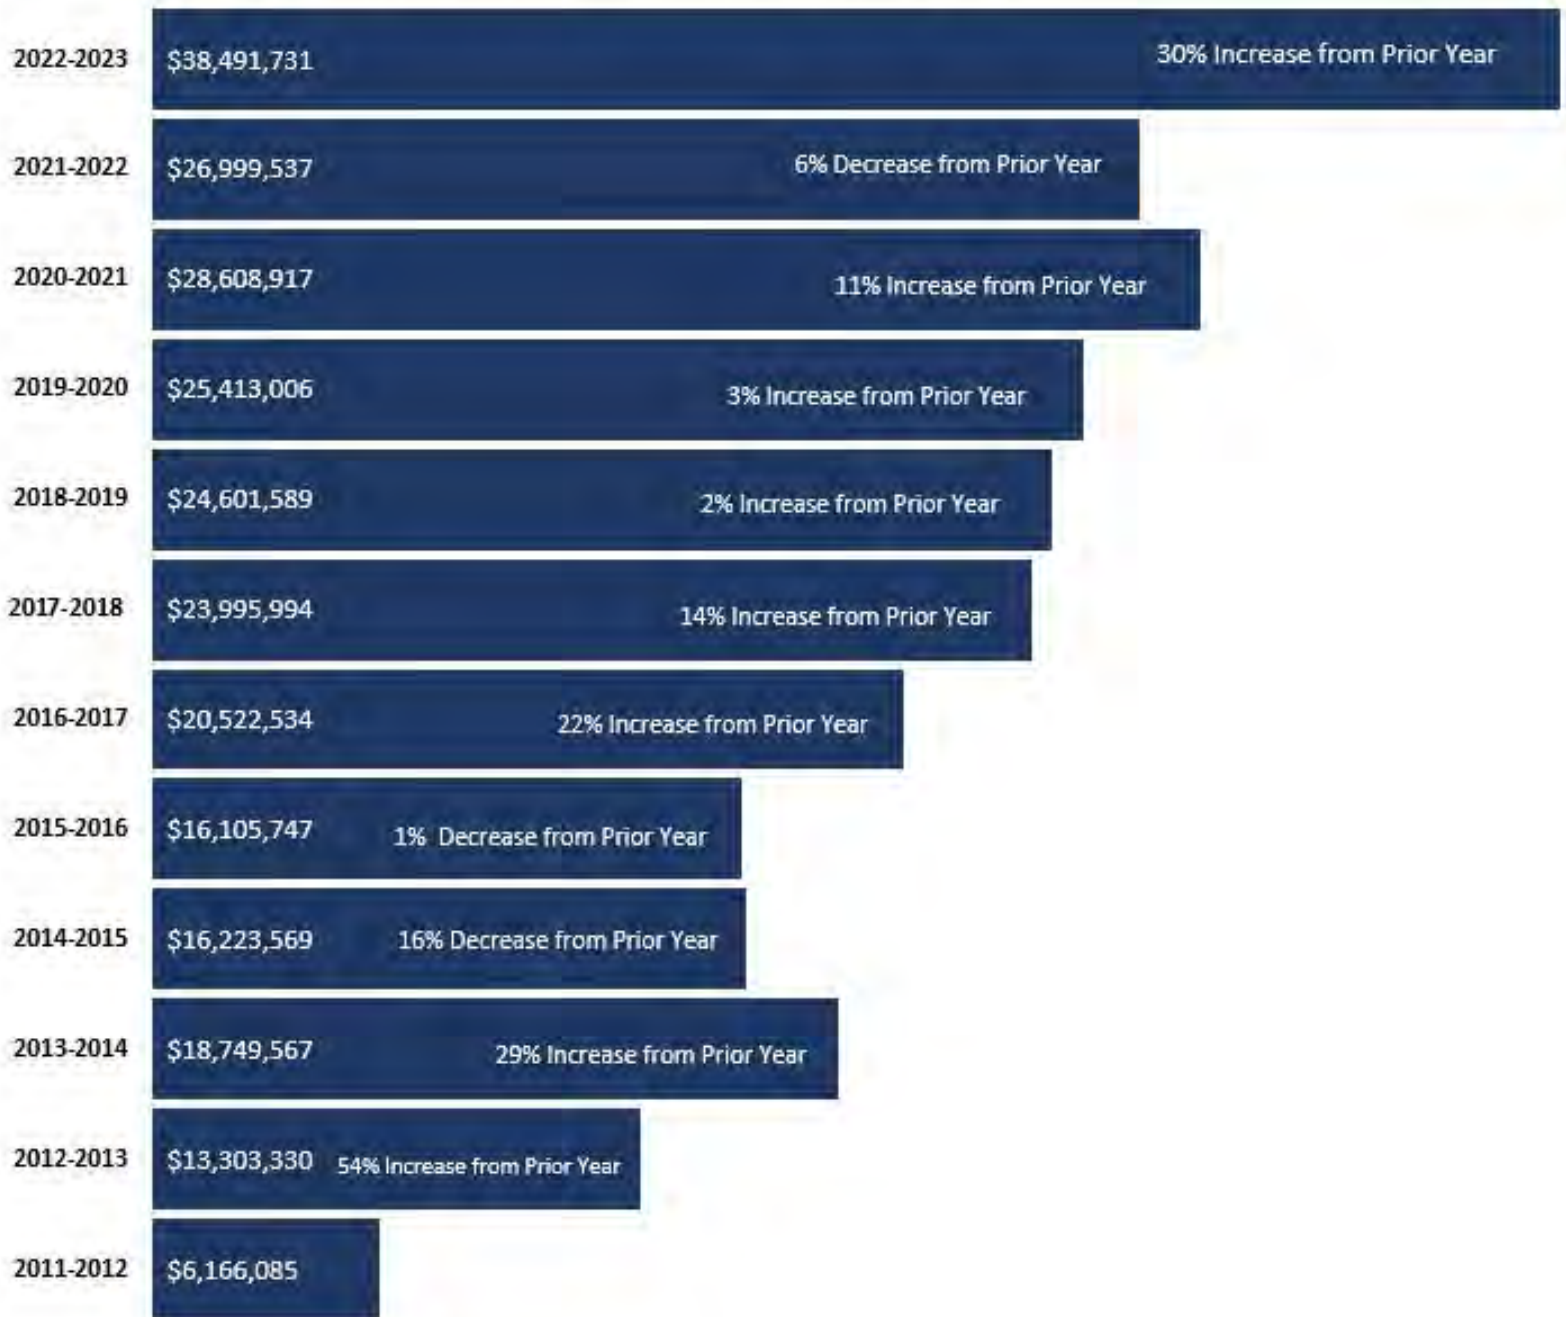 2022-2023 $38,491,731 30% Increase from Prior Year
2021-2022 $26,999,537 6% Decrease from Prior Year
2020-2021 $28,608,917 11% Increase from Prior Year
2019-2020 $25,413,006 3% Increase from Prior Year
2018-2019 $24,601,589 2% Increase from Prior Year
2017-2018 $23,995,994 14% Increase from Prior Year
2016-2017 $20,522,534 22% Increase from Prior Year
2015-2016 $16,105,747 1% Decrease from Prior Year
2014-2015 $16,223,569 16% Decrease from Prior Year
2013-2014 $18,749,567 29% Increase from Prior Year
2012-2013 $13,303,330 54% Increase from Prior Year
2011-2012 $6,166,085